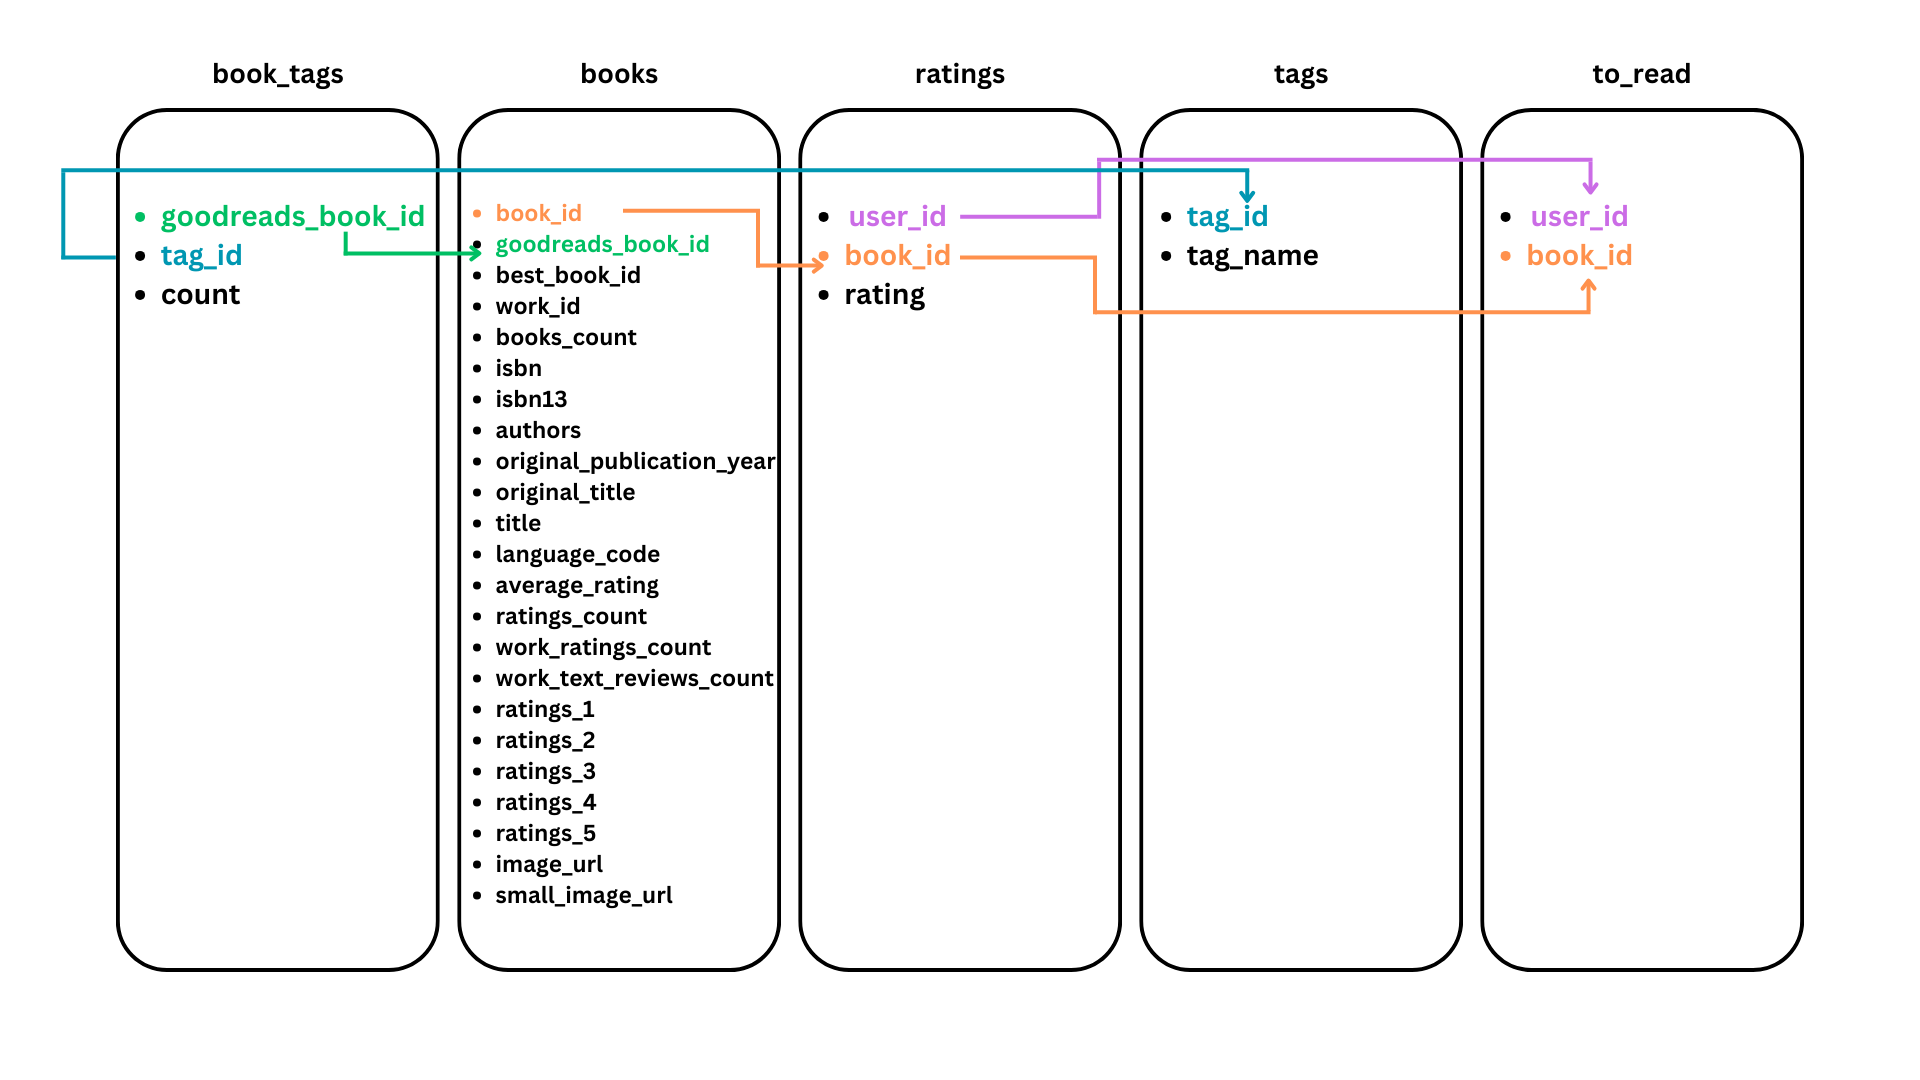 book_tags
goodreads_book_id
tag_id
count
books
book_id
goodreads_book_id
best_book_id
work_id
books_count
isbn
isbn13
authors
original_publication_year
original_title
title
language_code
average_rating
ratings_count
work_ratings_count
work_text_reviews_count
ratings_1
ratings_2
ratings_3
ratings_4
ratings_5
image_url
small_image_url
ratings
user_id
book_id
rating
tags
tag_id
tag_name
to_read
user_id
book_id